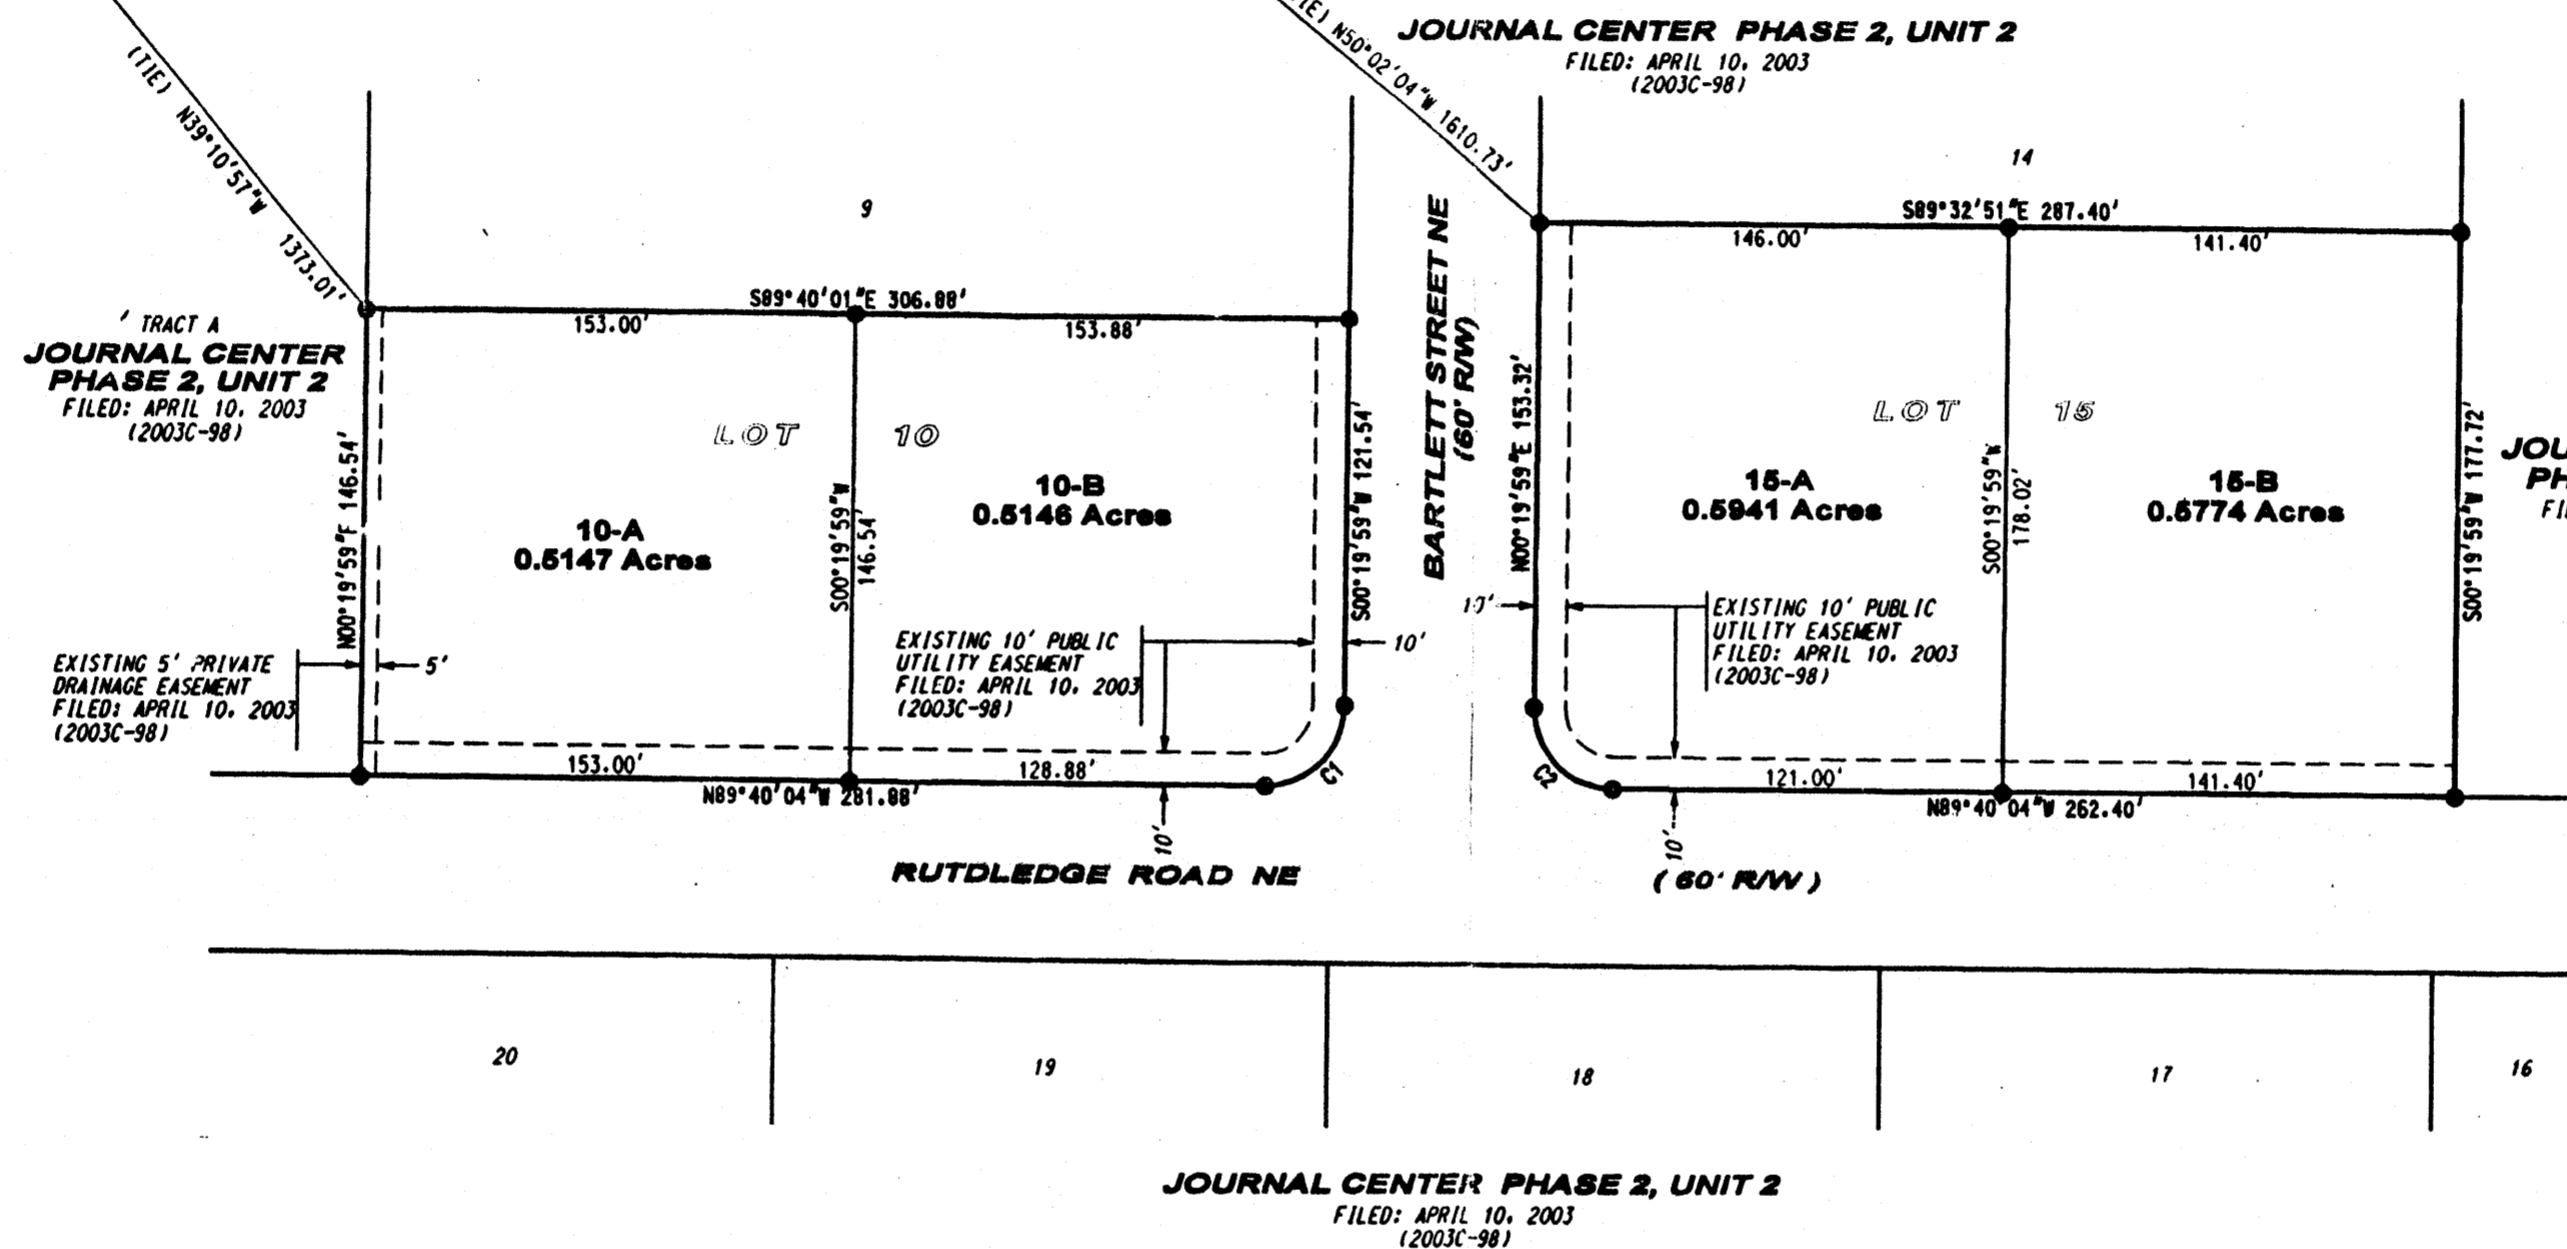 (TIE) N39°10'57"W 1373.01'
N50°02'04"W 1610.73'
JOURNAL CENTER PHASE 2, UNIT 2
FILED: APRIL 10, 2003
(2003C-98)
9
14
TRACT A
JOURNAL CENTER
PHASE 2, UNIT 2
FILED: APRIL 10, 2003
(2003C-98)
S89°40'01"E 306.88'
153.00'
153.88'
N00°19'59"E 146.54'
LOT 10
10-A
0.5147 Acres
S00°19'59"W
146.54'
10-B
0.5146 Acres
S00°19'59"W 121.54'
EXISTING 5' PRIVATE
DRAINAGE EASEMENT
FILED: APRIL 10, 2003
(2003C-98)
5'
EXISTING 10' PUBLIC
UTILITY EASEMENT
FILED: APRIL 10, 2003
(2003C-98)
10'
153.00'
128.88'
N89°40'04"W 281.88'
C1
10'
BARTLETT STREET NE
(60' R/W)
S89°32'51"E 287.40'
146.00'
141.40'
N00°19'59"E 153.32'
LOT 15
15-A
0.5941 Acres
S00°19'59"W
178.02'
15-B
0.5774 Acres
S00°19'59"W 177.72'
10'
EXISTING 10' PUBLIC
UTILITY EASEMENT
FILED: APRIL 10, 2003
(2003C-98)
C2
121.00'
141.40'
N89°40'04"W 262.40'
10'
RUTDLEDGE ROAD NE
(60' R/W)
20
19
18
17
16
JOURNAL CENTER PHASE 2, UNIT 2
FILED: APRIL 10, 2003
(2003C-98)